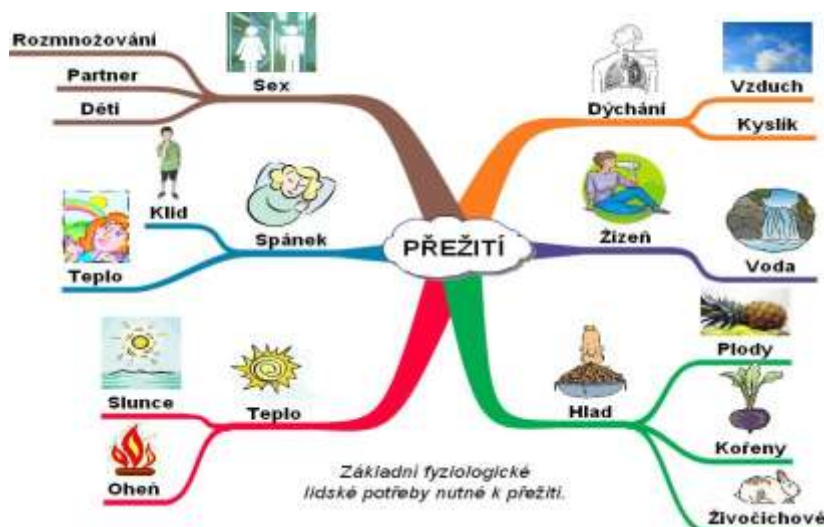 PŘEŽITÍ
Dýchání
Vzduch
Kyslík
Žízeň
Voda
Hlad
Plody
Kořeny
Živočichové
Teplo
Slunce
Oheň
Spánek
Klid
Teplo
Sex
Rozmnožování
Partner
Děti
Základní fyziologické
lidské potřeby nutné k přežití.